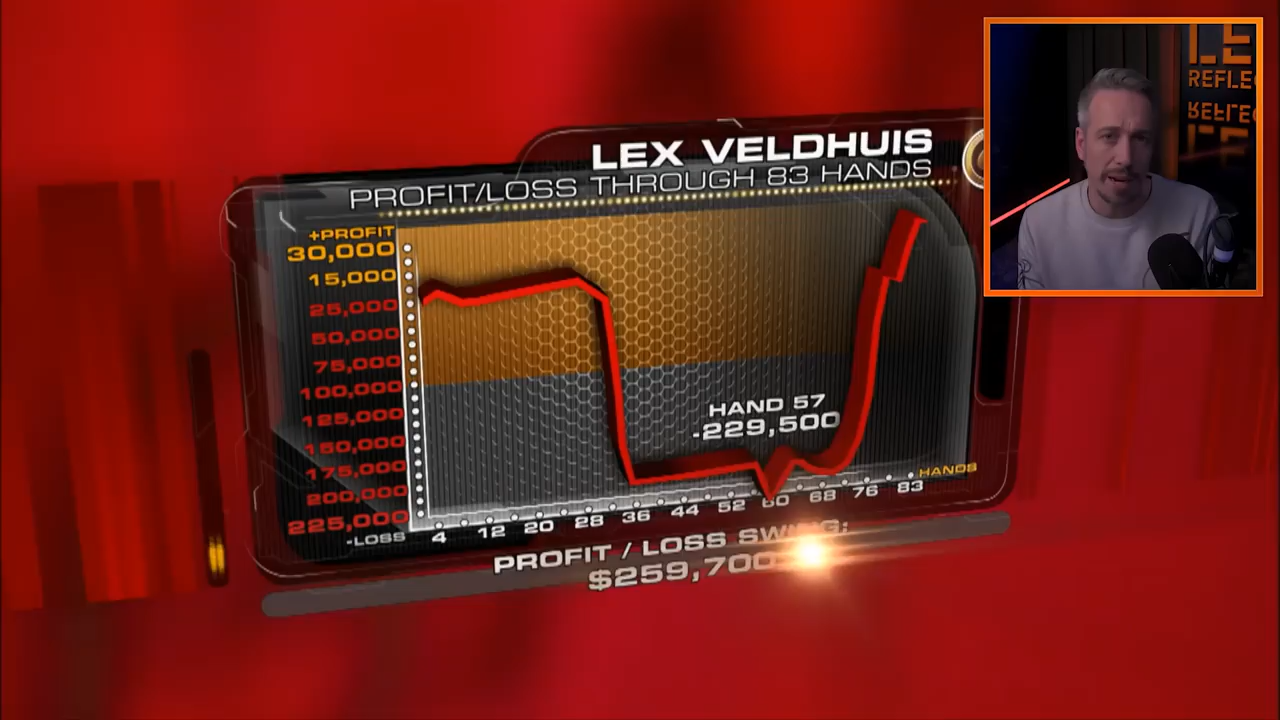 LEX VELDHUIS
PROFIT/LOSS THROUGH 83 HANDS
+PROFIT
30,000
15,000
25,000
50,000
75,000
100,000
125,000
150,000
175,000
200,000
225,000
-LOSS
4 12 20 28 36 44 52 60 68 76 83 HANDS
HAND 57
-229,500
PROFIT / LOSS SWING:
$259,700
LE
REFLE